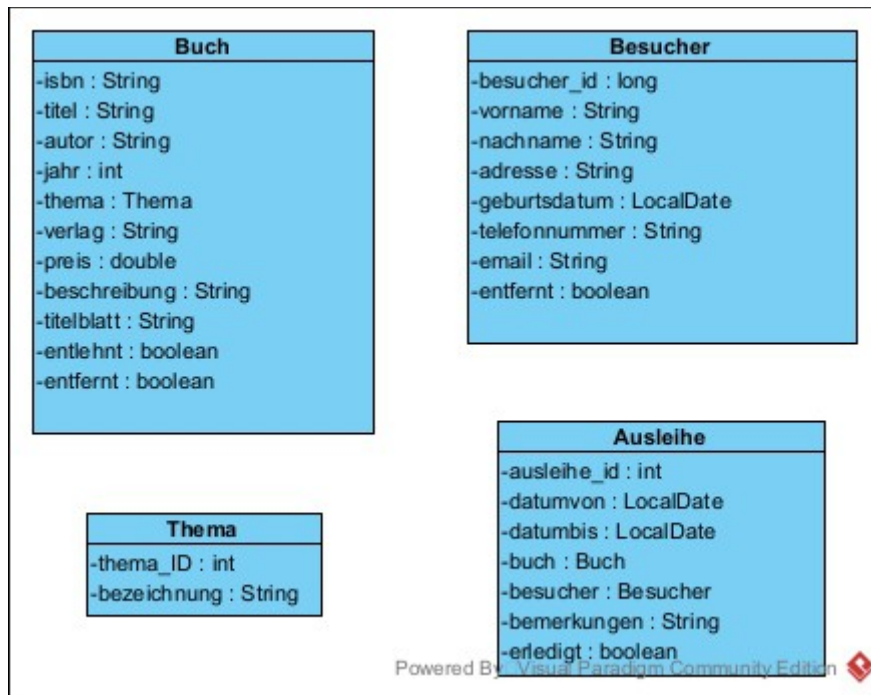 Buch
-isbn : String
-titel : String
-autor : String
-jahr : int
-thema : Thema
-verlag : String
-preis : double
-beschreibung : String
-titelblatt : String
-entlehnt : boolean
-entfernt : boolean
Besucher
-besucher_id : long
-vorname : String
-nachname : String
-adresse : String
-geburtsdatum : LocalDate
-telefonnummer : String
-email : String
-entfernt : boolean
Thema
-thema_ID : int
-bezeichnung : String
Ausleihe
-ausleihe_id : int
-datumvon : LocalDate
-datumbis : LocalDate
-buch : Buch
-besucher : Besucher
-bemerkungen : String
-erledigt : boolean
Powered By Visual Paradigm Community Edition